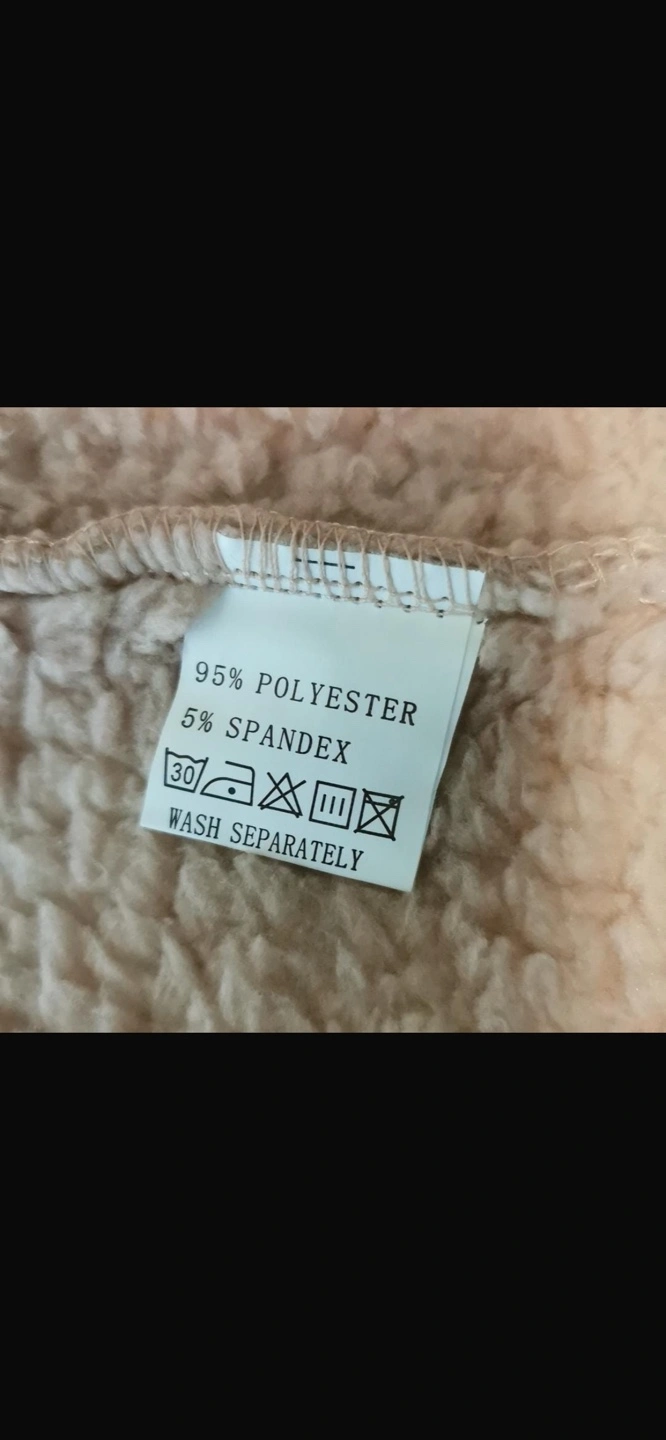 95% POLYESTER
5% SPANDEX
30
WASH SEPARATELY